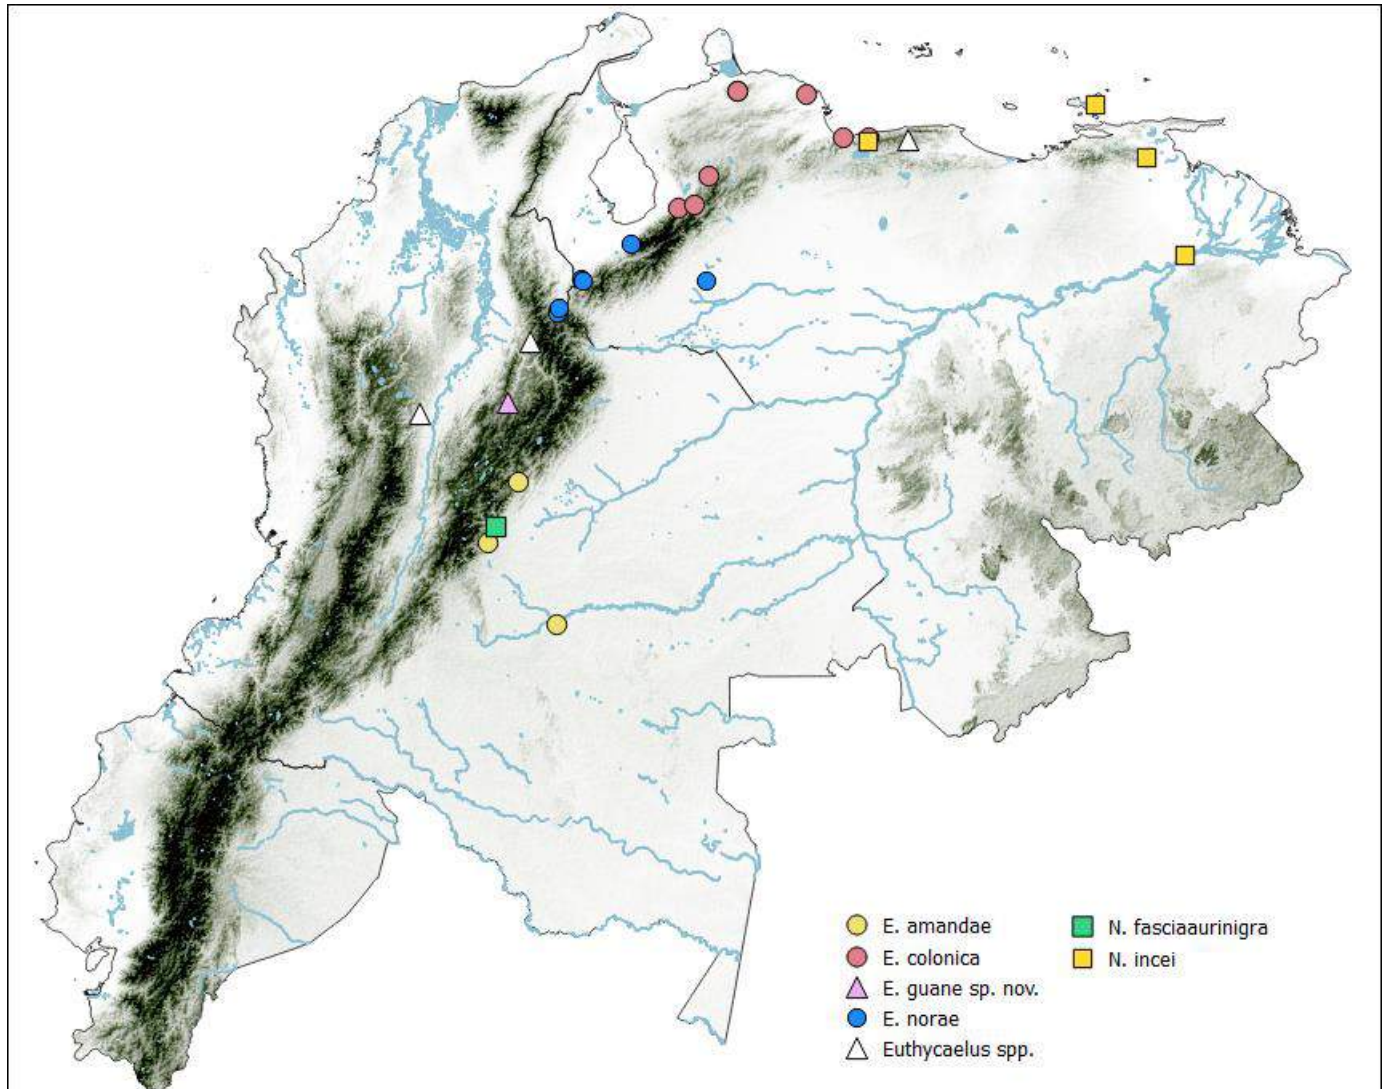 E. amandae
E. colonica
E. guane sp. nov.
E. norae
Euthycaelus spp.
N. fasciaaurinigra
N. incei